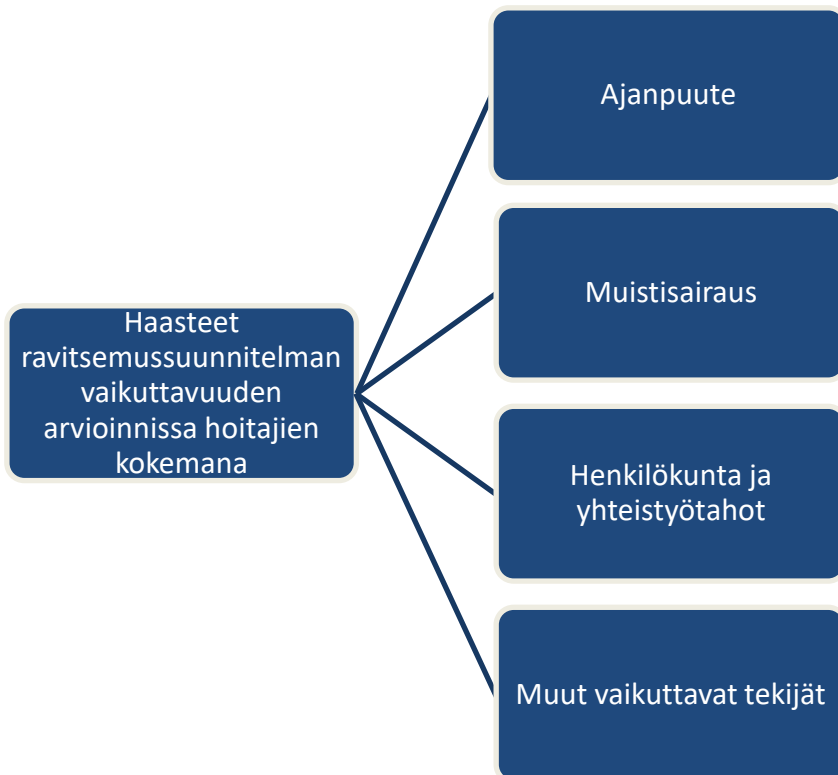 Haasteet
ravitsemussuunnitelman
vaikuttavuuden
arvioinnissa hoitajien
kokemana
Ajanpuute
Muistisairaus
Henkilökunta ja
yhteistyötahot
Muut vaikuttavat tekijät